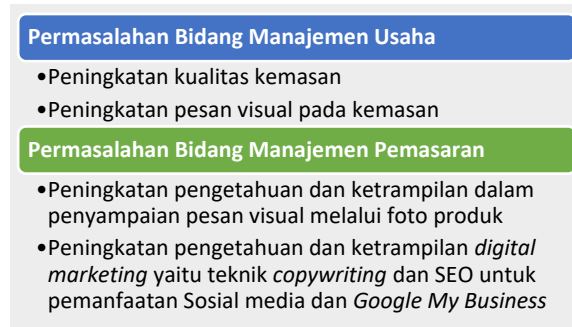 Permasalahan Bidang Manajemen Usaha
•Peningkatan kualitas kemasan
•Peningkatan pesan visual pada kemasan
Permasalahan Bidang Manajemen Pemasaran
•Peningkatan pengetahuan dan ketrampilan dalam
penyampaian pesan visual melalui foto produk
•Peningkatan pengetahuan dan ketrampilan digital
marketing yaitu teknik copywriting dan SEO untuk
pemanfaatan Sosial media dan Google My Business